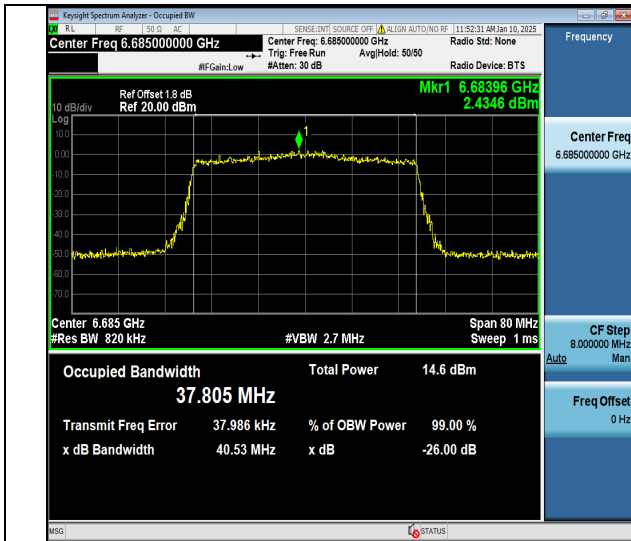 Keysight Spectrum Analyzer - Occupied BW
LXI RL RF 50 Ω AC SENSE:INT SOURCE OFF ALIGN AUTO/NO RF 11:52:31 AM Jan 10, 2025
Center Freq 6.685000000 GHz
Center Freq: 6.685000000 GHz
Radio Std: None
Trig: Free Run Avg|Hold: 50/50
#IFGain:Low
#Atten: 30 dB
Radio Device: BTS
Ref Offset 1.8 dB
Mkr1 6.68396 GHz
10 dB/div Ref 20.00 dBm
2.4346 dBm
Log
1
10.0
0.00
-10.0
-20.0
-30.0
-40.0
-50.0
-60.0
-70.0
Center 6.685 GHz
Span 80 MHz
#Res BW 820 kHz
#VBW 2.7 MHz
Sweep 1 ms
Occupied Bandwidth
Total Power 14.6 dBm
37.805 MHz
Transmit Freq Error 37.986 kHz % of OBW Power 99.00 %
x dB Bandwidth 40.53 MHz x dB -26.00 dB
MSG
STATUS
Frequency
Center Freq
6.685000000 GHz
CF Step
8.000000 MHz
Auto Man
Freq Offset
0 Hz